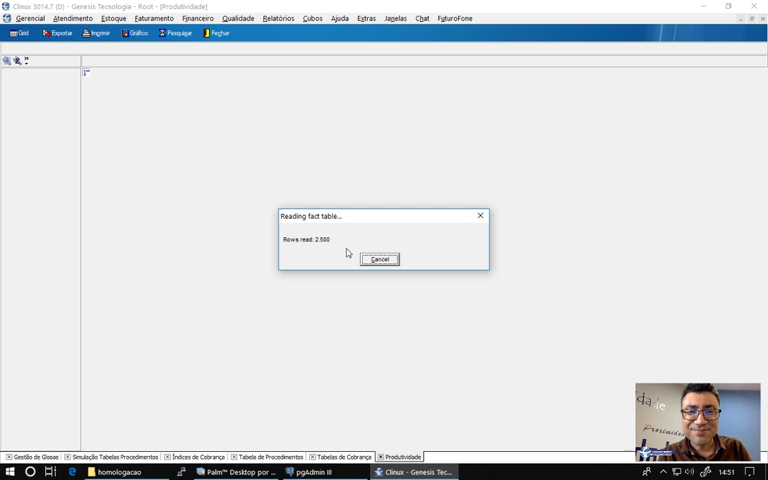 Clinux 3014.7 (D) - Genesis Tecnologia - Root - [Produtividade]
Gerencial Atendimento Estoque Faturamento Financeiro Qualidade Relatórios Cubos Ajuda Extras Janelas Chat FuturoFone
Grid Exportar Imprimir Gráfico Pesquisar Fechar
Reading fact table...
Rows read: 2.500
Cancel
dade
Proximida
Gestão de Glosas Simulação Tabelas Procedimentos Índices de Cobrança Tabela de Procedimentos Tabelas de Cobrança Produtividade
homologacao Palm™ Desktop por ... pgAdmin III Clinux - Genesis Tec... 14:51